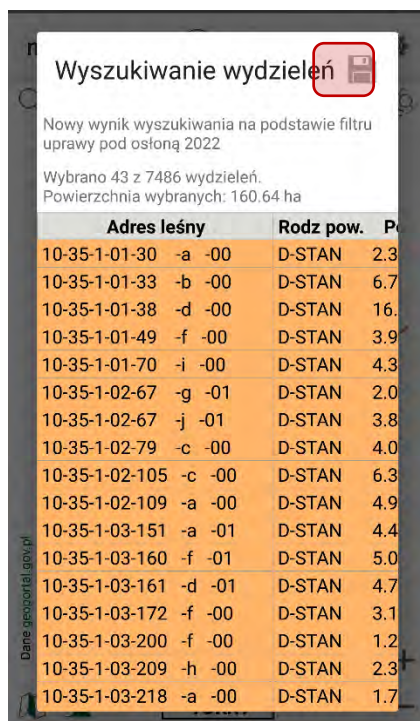 Wyszukiwanie wydzieleń
Nowy wynik wyszukiwania na podstawie filtru
uprawy pod osłoną 2022
Wybrano 43 z 7486 wydzieleń.
Powierzchnia wybranych: 160.64 ha
Adres leśny Rodz pow. P
10-35-1-01-30 -a -00 D-STAN 2.3
10-35-1-01-33 -b -00 D-STAN 6.7
10-35-1-01-38 -d -00 D-STAN 16.
10-35-1-01-49 -f -00 D-STAN 3.9
10-35-1-01-70 -i -00 D-STAN 4.3
10-35-1-02-67 -g -01 D-STAN 2.0
10-35-1-02-67 -j -01 D-STAN 3.8
10-35-1-02-79 -c -00 D-STAN 4.0
10-35-1-02-105 -c -00 D-STAN 6.3
10-35-1-02-109 -a -00 D-STAN 4.9
10-35-1-03-151 -a -01 D-STAN 4.4
10-35-1-03-160 -f -01 D-STAN 5.0
10-35-1-03-161 -d -01 D-STAN 4.7
10-35-1-03-172 -f -00 D-STAN 3.1
10-35-1-03-200 -f -00 D-STAN 1.2
10-35-1-03-209 -h -00 D-STAN 2.3
10-35-1-03-218 -a -00 D-STAN 1.7
Dane geoportal.gov.pl